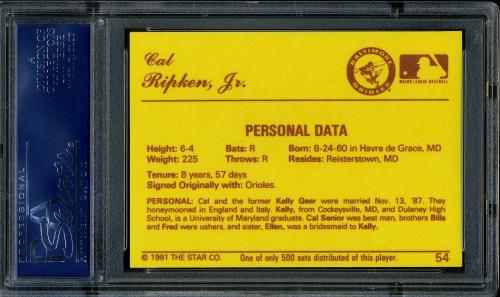 Cal
Ripken, Jr.
BALTIMORE
ORIOLES
MAJOR LEAGUE BASEBALL
PERSONAL DATA
Height: 6-4 Bats: R Born: 8-24-60 in Havre de Grace, MD
Weight: 225 Throws: R Resides: Reisterstown, MD
Tenure: 8 years, 57 days
Signed Originally with: Orioles.
PERSONAL: Cal and the former Kelly Geer were married Nov. 13, '87. They
honeymooned in England and Italy. Kelly, from Cockeysville, MD, and Dulaney High
School, is a University of Maryland graduate. Cal Senior was best man, brothers Billa
and Fred were ushers, and sister, Ellen, was a bridesmaid to Kelly.
© 1991 THE STAR CO. One of only 500 sets distributed of this player. 54
PROFESSIONAL
PSA